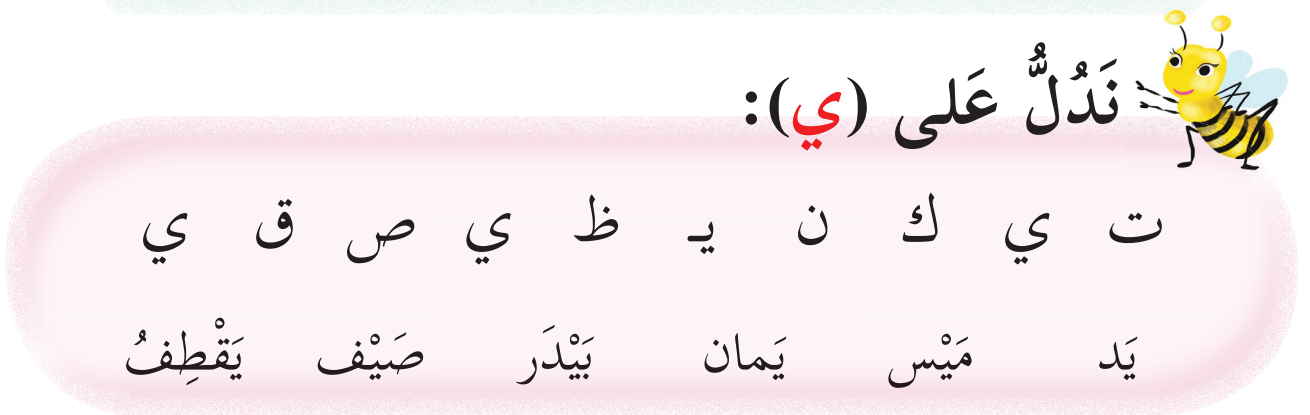 نَدُلُّ عَلى (ي):
ت ي ك ن يـ ظ ي ص ق ي
يَد مَيْس يَمان بَيْدَر صَيْف يَقْطِفُ